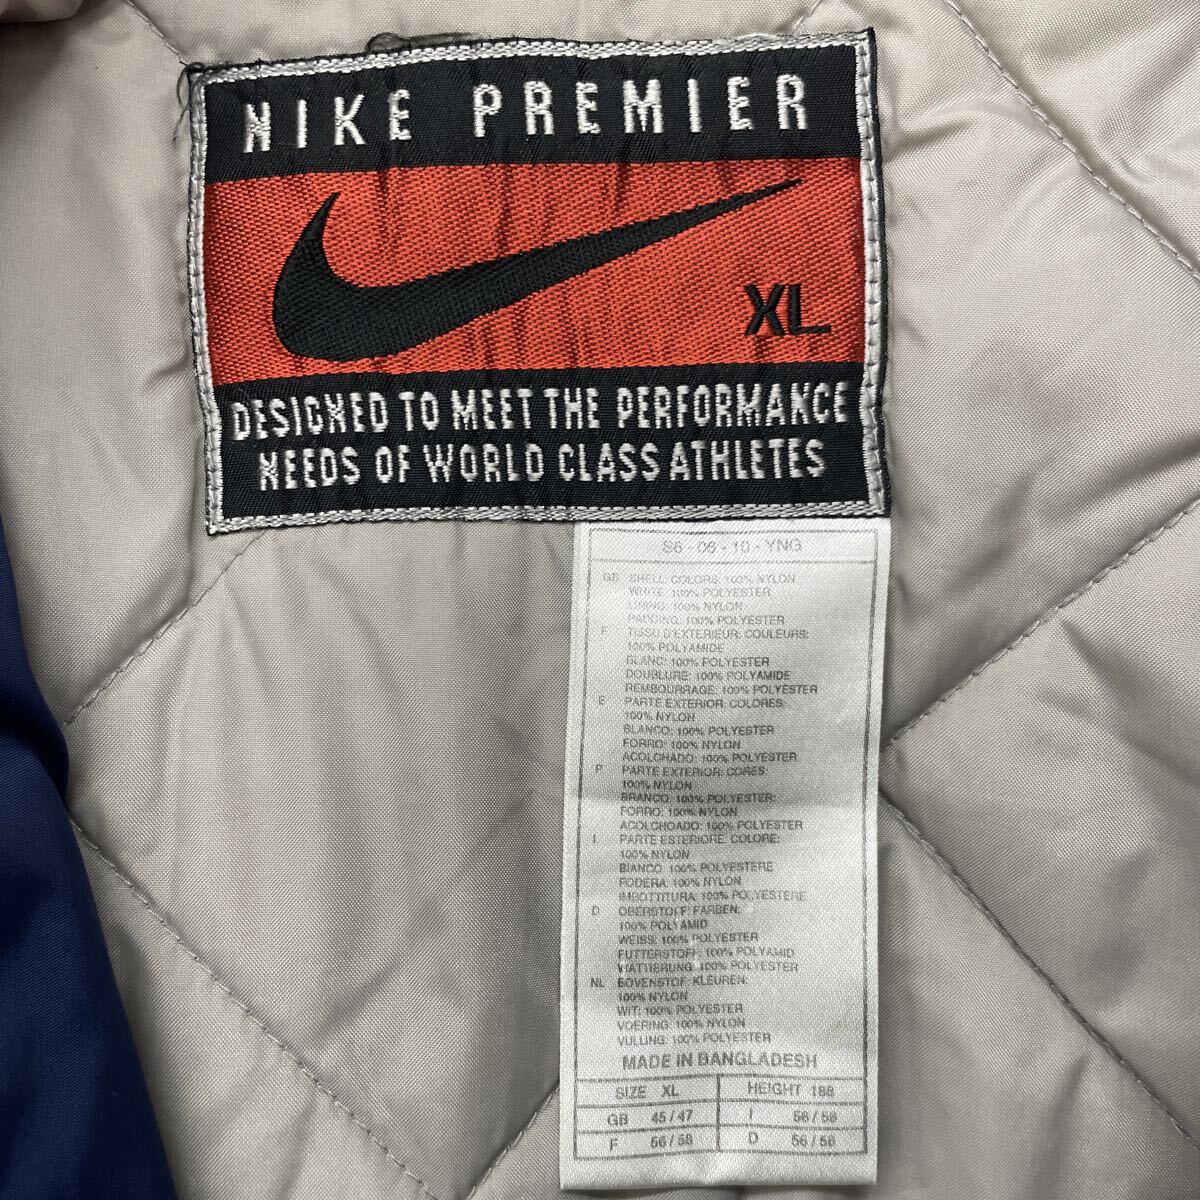 NIKE PREMIER
XL
DESIGNED TO MEET THE PERFORMANCE
NEEDS OF WORLD CLASS ATHLETES
S6 - 06 - 10 - YNG
GB SHELL: COLORS: 100% NYLON
WHITE: 100% POLYESTER
LINING: 100% NYLON
PADDING: 100% POLYESTER
F TISSU D'EXTERIEUR: COULEURS:
100% POLYAMIDE
BLANC: 100% POLYESTER
DOUBLURE: 100% POLYAMIDE
REMBOURRAGE: 100% POLYESTER
E PARTE EXTERIOR: COLORES:
100% NYLON
BLANCO: 100% POLYESTER
FORRO: 100% NYLON
ACOLCHADO: 100% POLYESTER
P PARTE EXTERIOR: CORES:
100% NYLON
BRANCO: 100% POLYESTER:
FORRO: 100% NYLON
ACOLCHOADO: 100% POLYESTER
I PARTE ESTERIORE: COLORE:
100% NYLON
BIANCO: 100% POLYESTERE
FODERA: 100% NYLON
IMBOTTITURA: 100% POLYESTERE
D OBERSTOFF: FARBEN:
100% POLYAMID
WEISS: 100% POLYESTER
FUTTERSTOFF: 100% POLYAMID
WATTIERUNG: 100% POLYESTER
NL BOVENSTOF: KLEUREN:
100% NYLON
WIT: 100% POLYESTER
VOERING: 100% NYLON
VULLING: 100% POLYESTER
MADE IN BANGLADESH
SIZE XL HEIGHT 188
GB 45 / 47 I 56 / 58
F 56 / 58 D 56 / 58